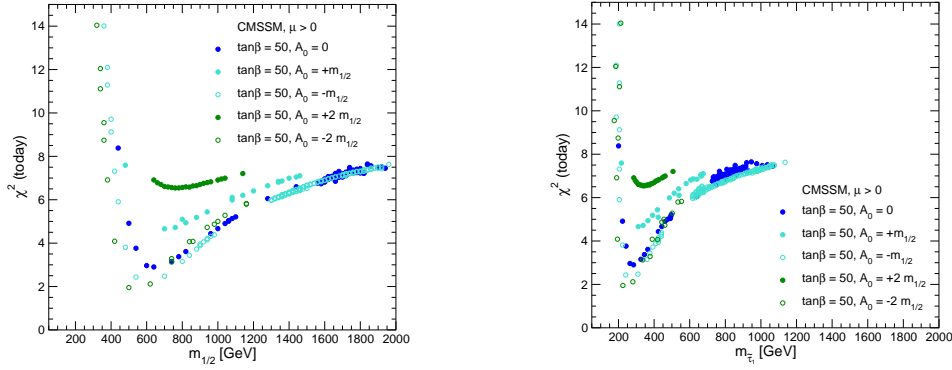 CMSSM, μ > 0
tanβ = 50, A₀ = 0
tanβ = 50, A₀ = +m₁/₂
tanβ = 50, A₀ = -m₁/₂
tanβ = 50, A₀ = +2 m₁/₂
tanβ = 50, A₀ = -2 m₁/₂
χ² (today)
14
12
10
8
6
4
2
0
200 400 600 800 1000 1200 1400 1600 1800 2000
m₁/₂ [GeV]
χ² (today)
14
12
10
8
6
4
2
0
CMSSM, μ > 0
tanβ = 50, A₀ = 0
tanβ = 50, A₀ = +m₁/₂
tanβ = 50, A₀ = -m₁/₂
tanβ = 50, A₀ = +2 m₁/₂
tanβ = 50, A₀ = -2 m₁/₂
200 400 600 800 1000 1200 1400 1600 1800 2000
m_τ̃₁ [GeV]